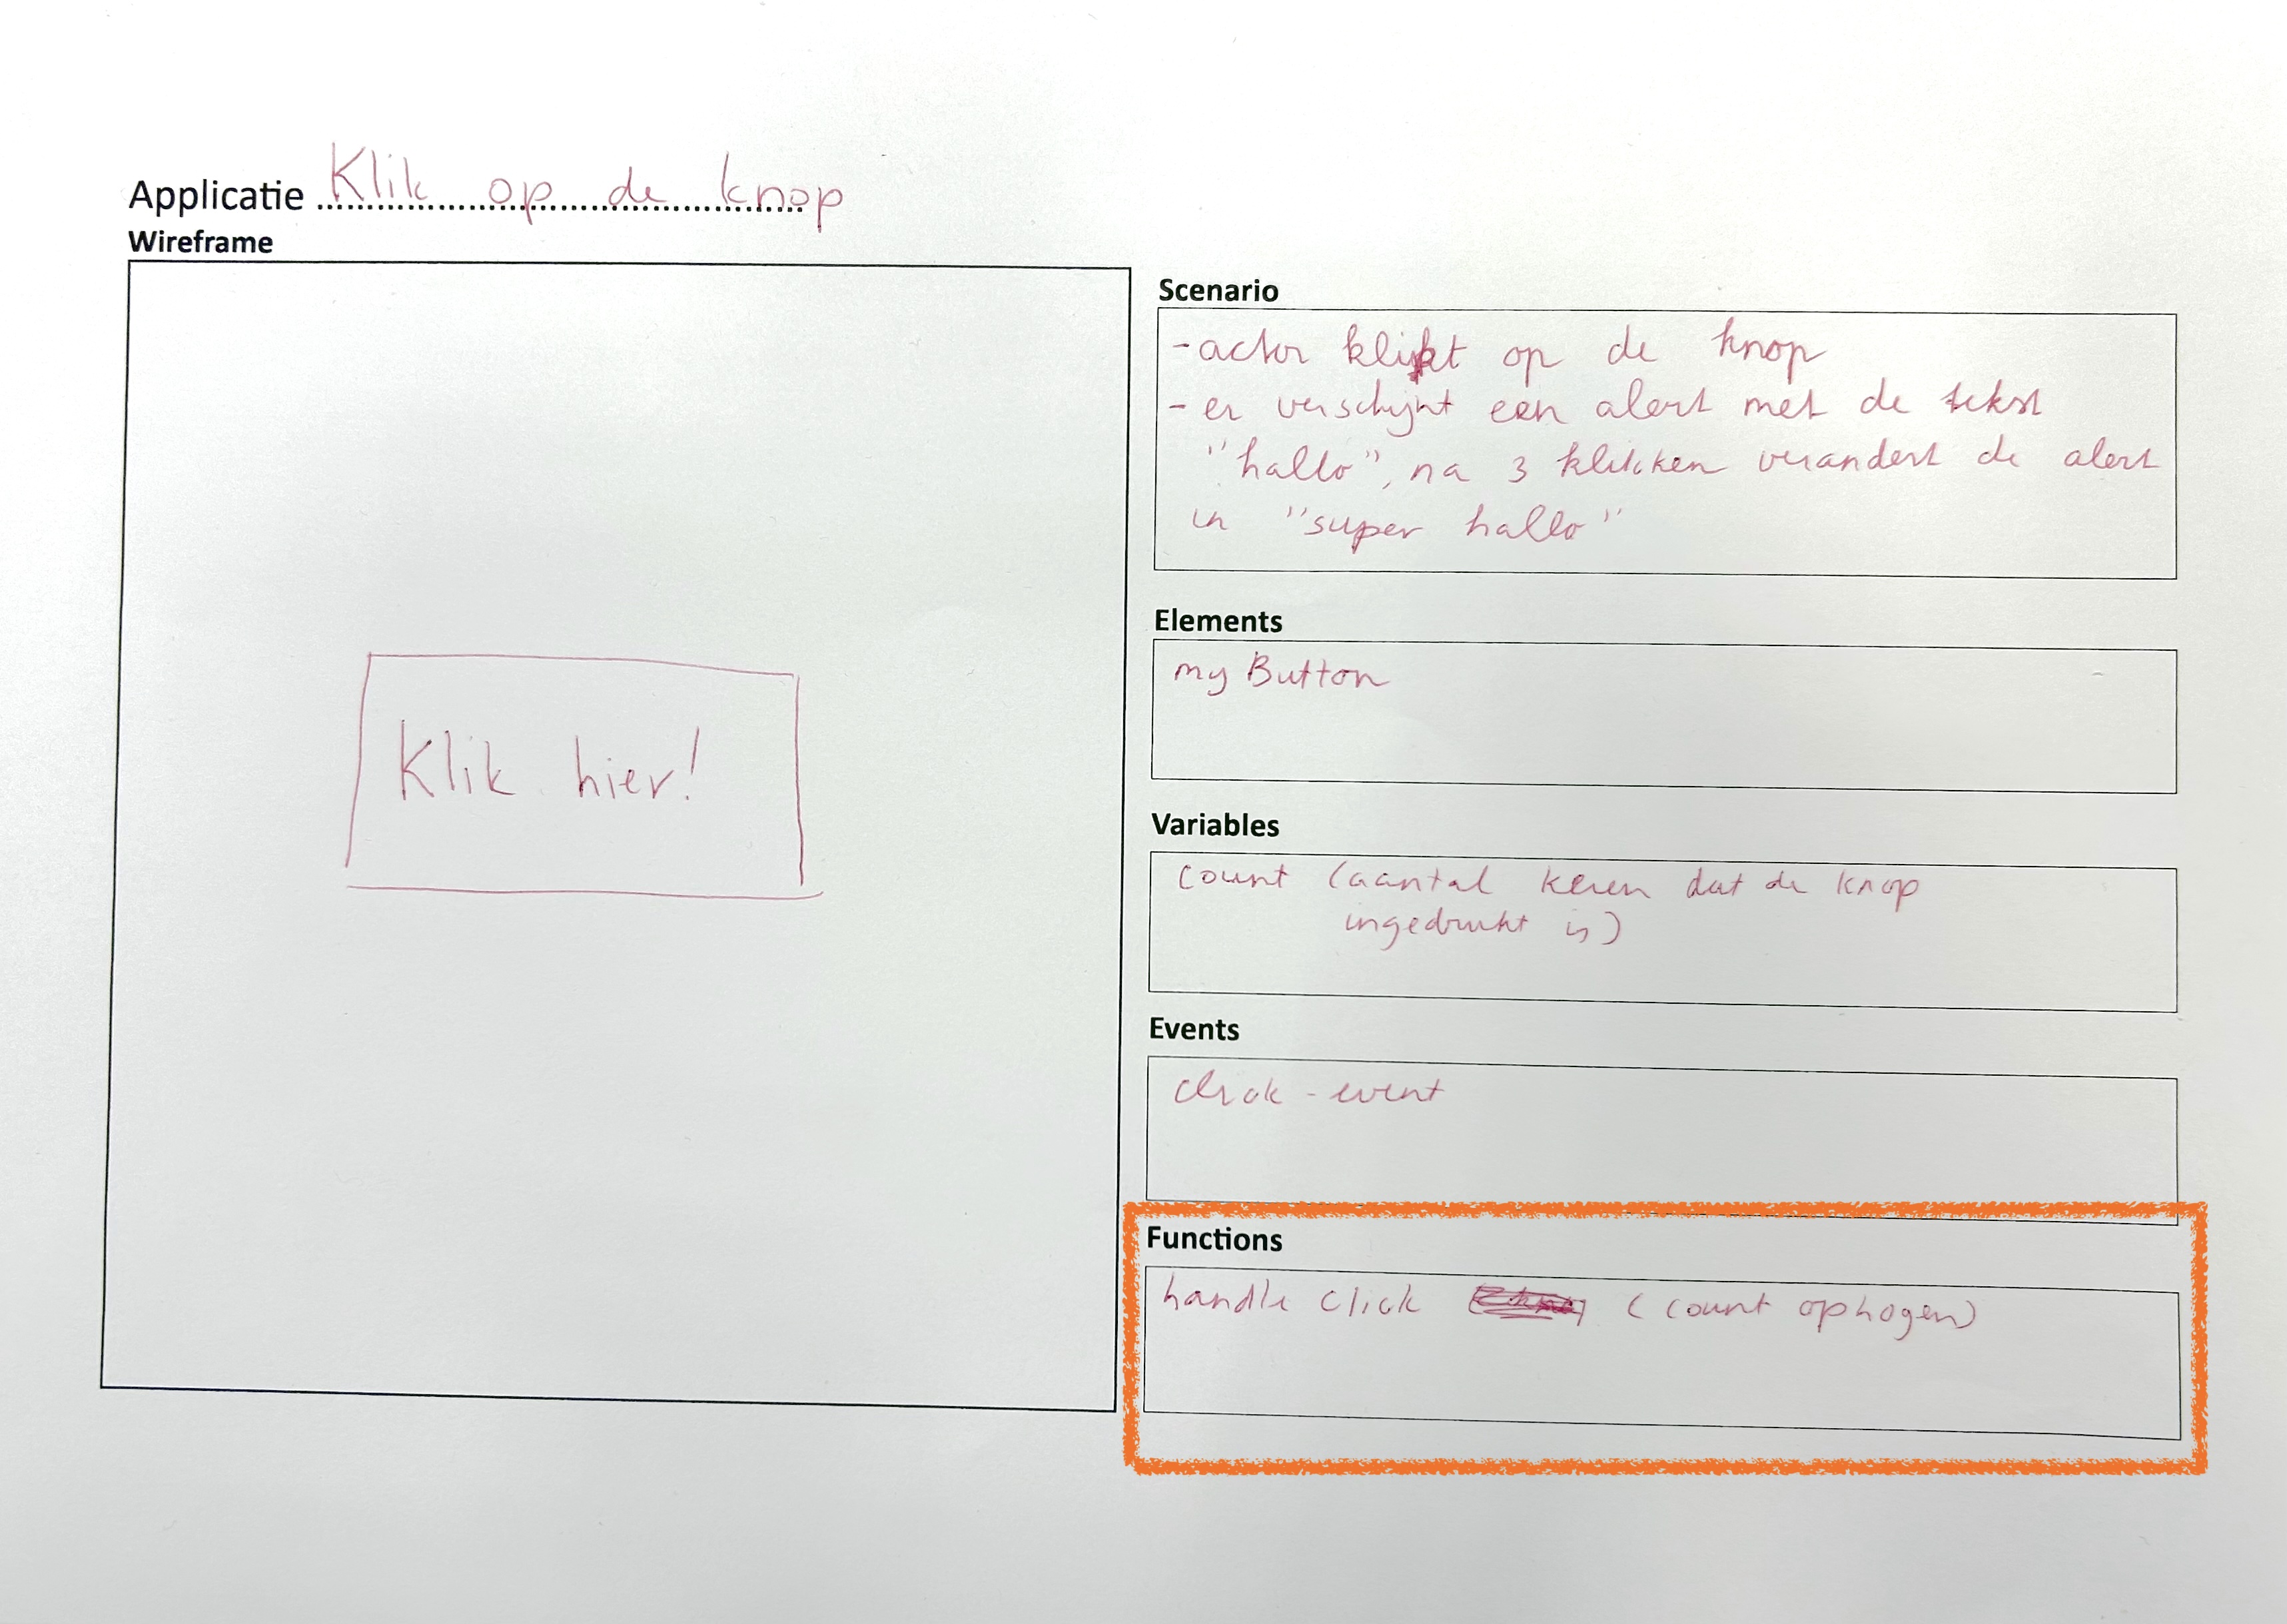 Applicatie Klik op de knop
Wireframe
Klik hier!
Scenario
- actor klikt op de knop
- er verschijnt een alert met de tekst
"hallo", na 3 klikken verandert de alert
in "super hallo"
Elements
my Button
Variables
count (aantal keren dat de knop
ingedrukt is)
Events
click - event
Functions
handle click (count ophogen)